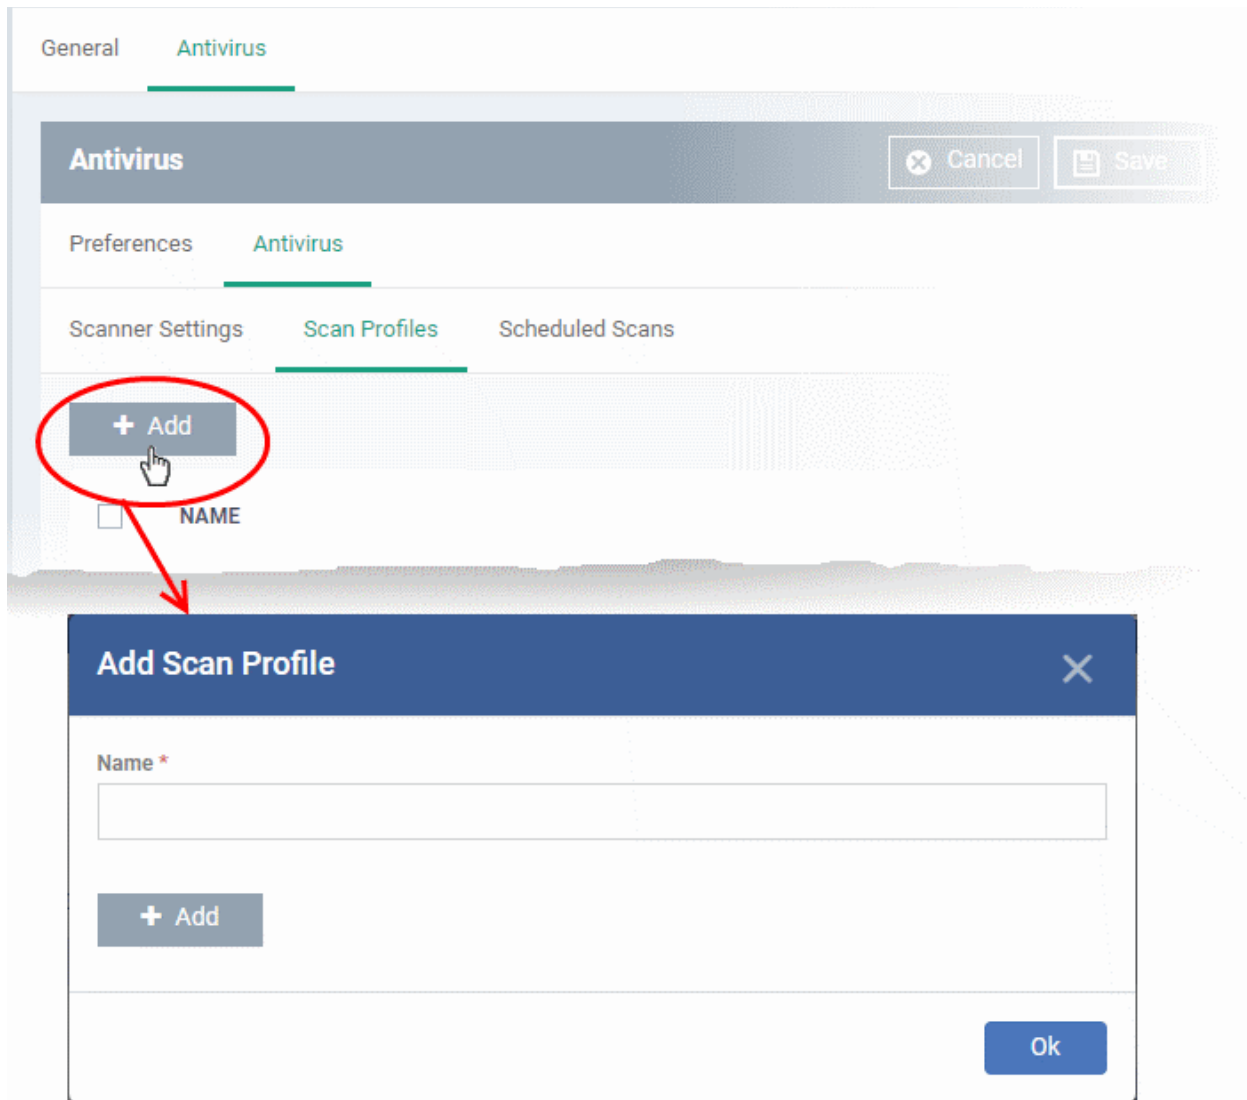 General Antivirus
Antivirus Cancel Save
Preferences Antivirus
Scanner Settings Scan Profiles Scheduled Scans
+ Add
NAME
Add Scan Profile
Name *
+ Add
Ok